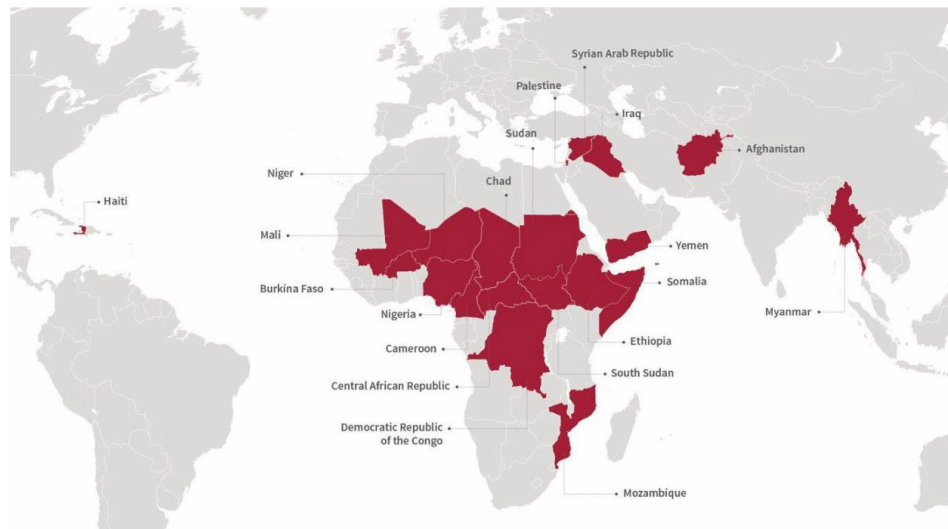 Syrian Arab Republic
Palestine
Iraq
Sudan
Afghanistan
Niger
Chad
Haiti
Mali
Yemen
Burkina Faso
Somalia
Nigeria
Myanmar
Cameroon
Ethiopia
South Sudan
Central African Republic
Democratic Republic
of the Congo
Mozambique